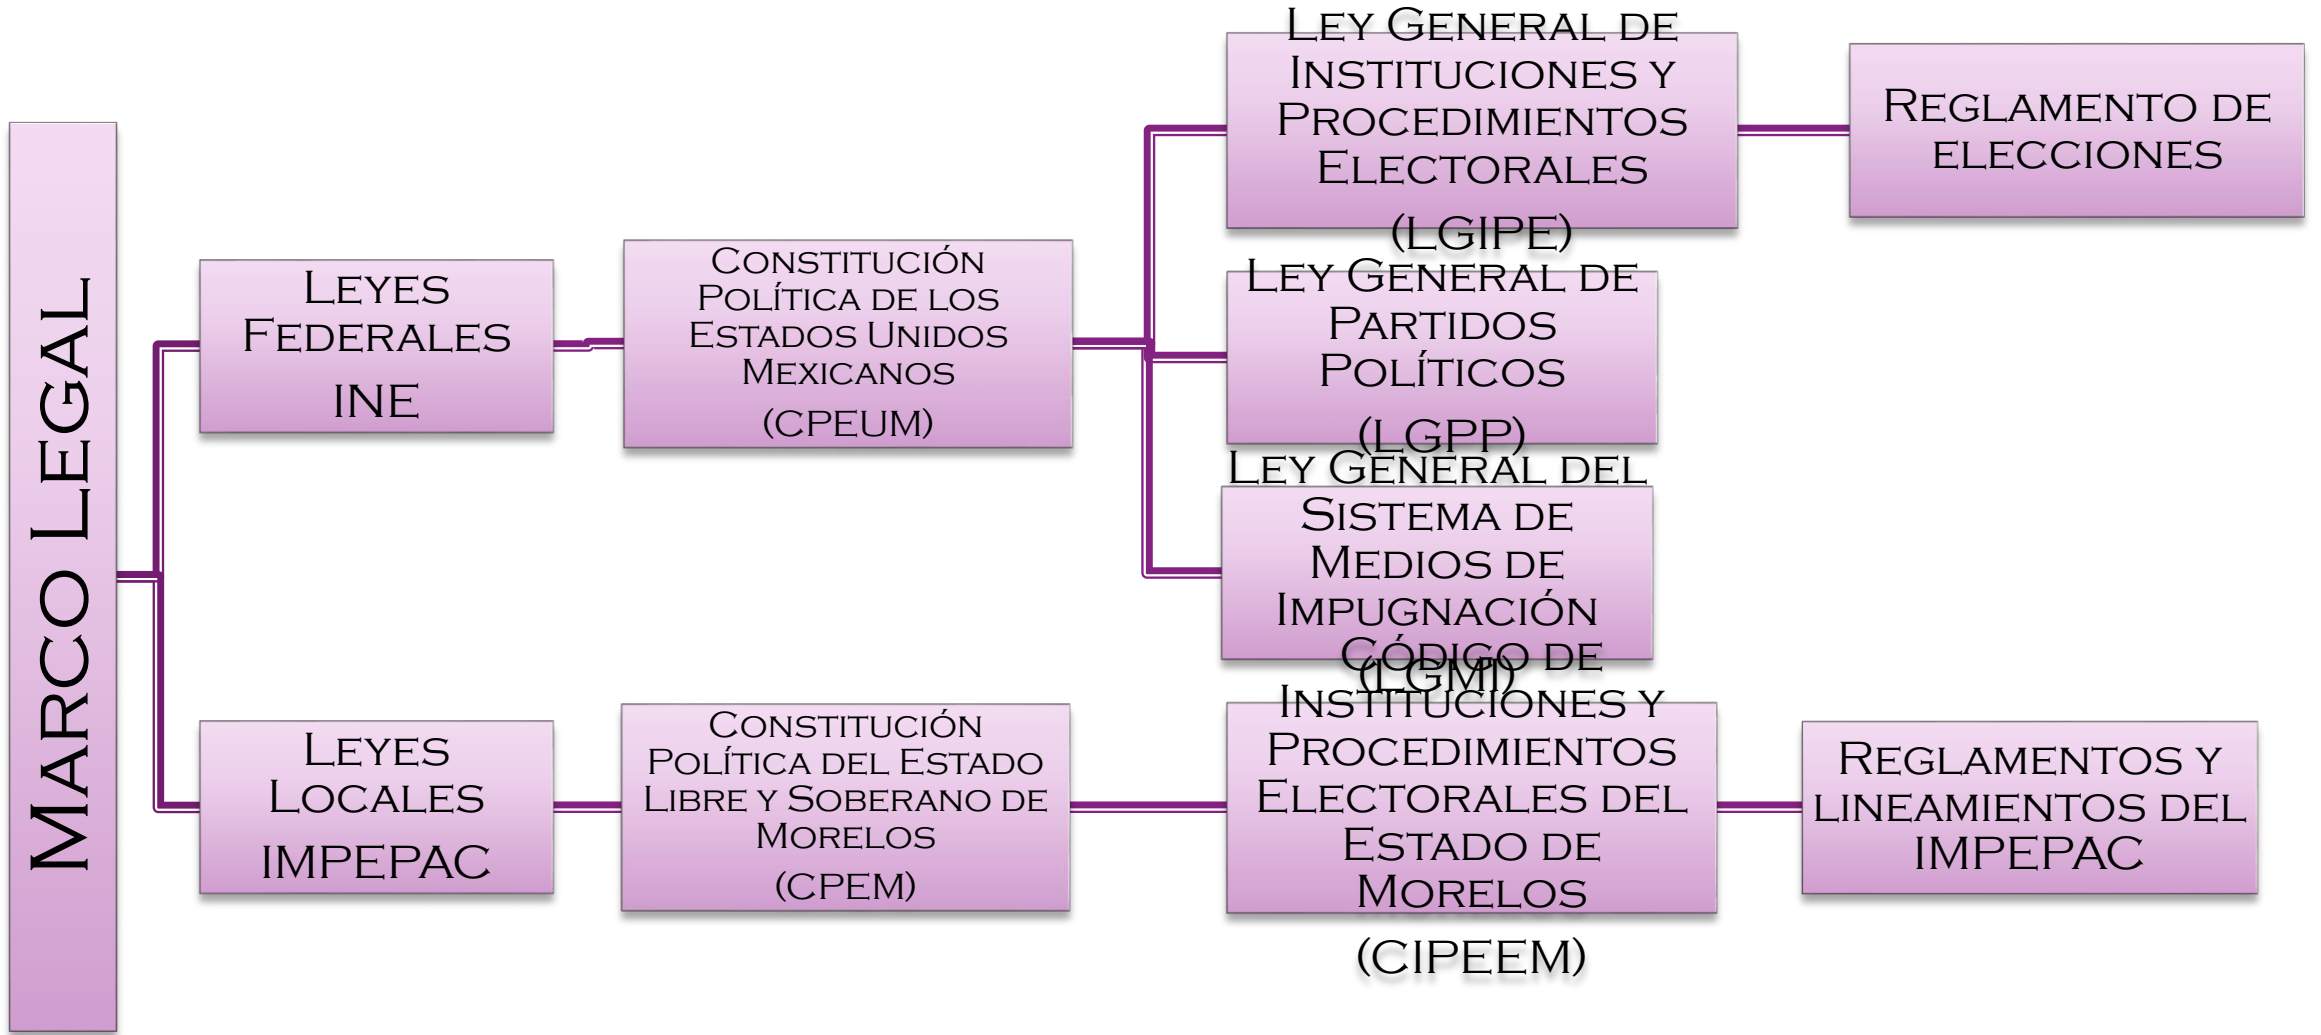 Marco Legal
Leyes
Federales
INE
Constitución
Política de los
Estados Unidos
Mexicanos
(CPEUM)
Ley General de
Instituciones y
Procedimientos
Electorales
(LGIPE)
Reglamento de
elecciones
Ley General de
Partidos
Políticos
(LGPP)
Ley General del
Sistema de
Medios de
Impugnación
(LGMI)
Leyes
Locales
IMPEPAC
Constitución
Política del Estado
Libre y Soberano de
Morelos
(CPEM)
Código de
Instituciones y
Procedimientos
Electorales del
Estado de
Morelos
(CIPEEM)
Reglamentos y
lineamientos del
IMPEPAC